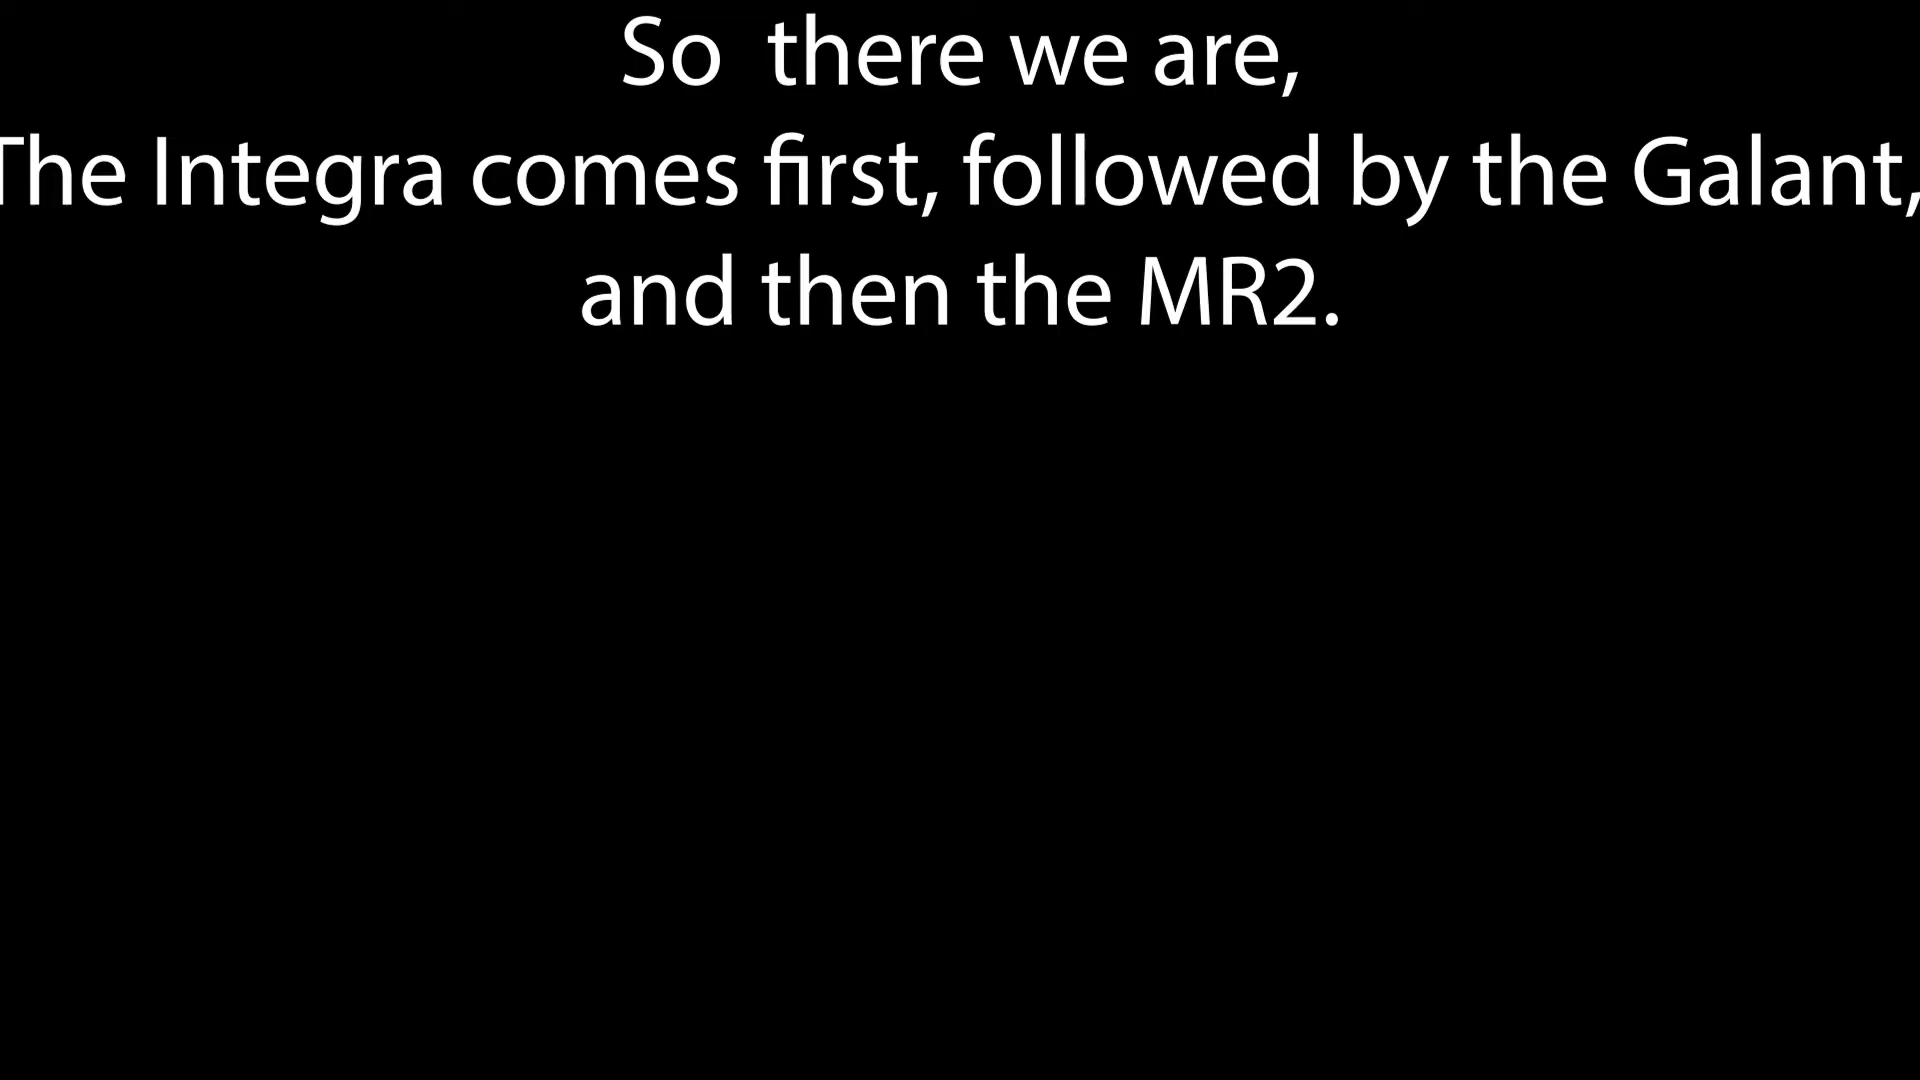 So  there we are,
The Integra comes first, followed by the Galant,
and then the MR2.